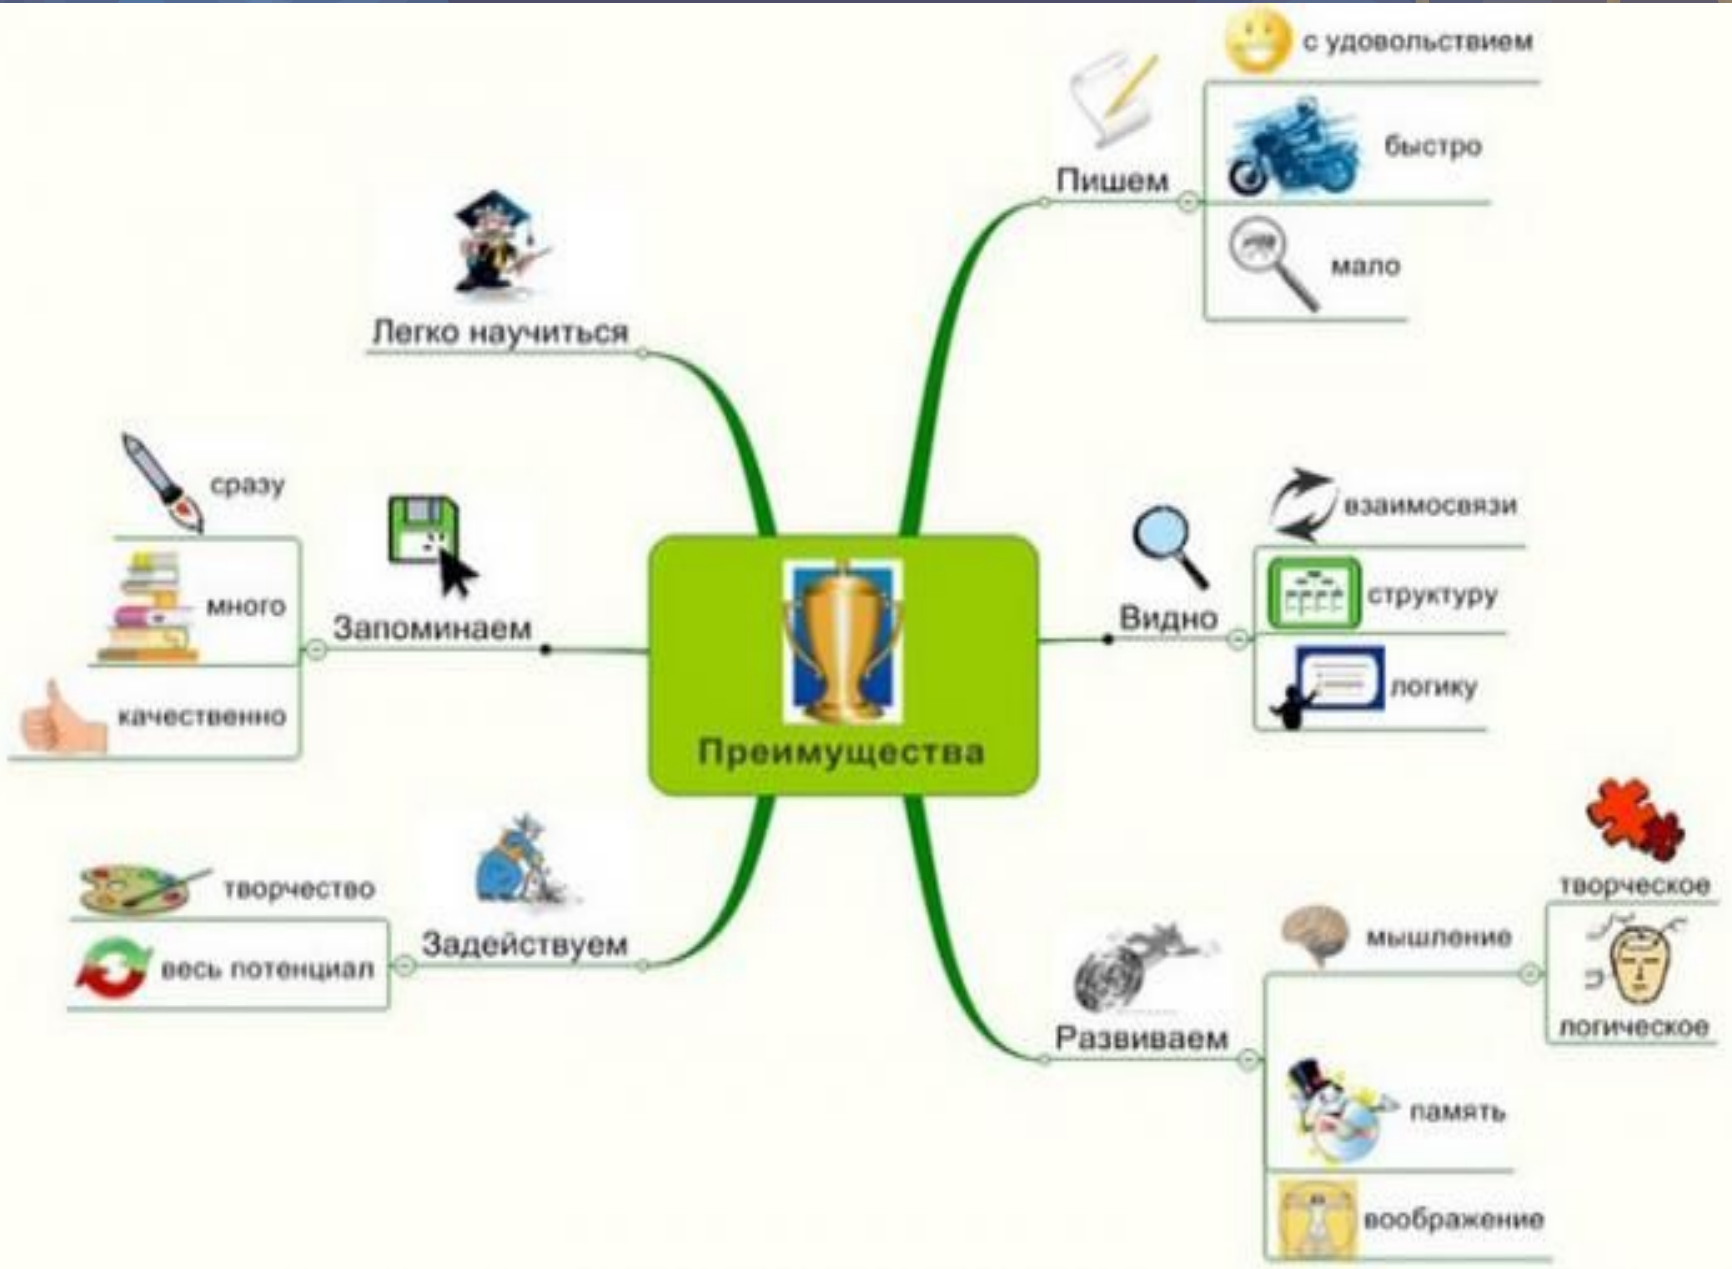 с удовольствием
быстро
Пишем
мало
Легко научиться
сразу
много
Запоминаем
качественно
взаимосвязи
Видно
структуру
логику
Преимущества
творчество
Задействуем
весь потенциал
творческое
мышление
логическое
Развиваем
память
воображение